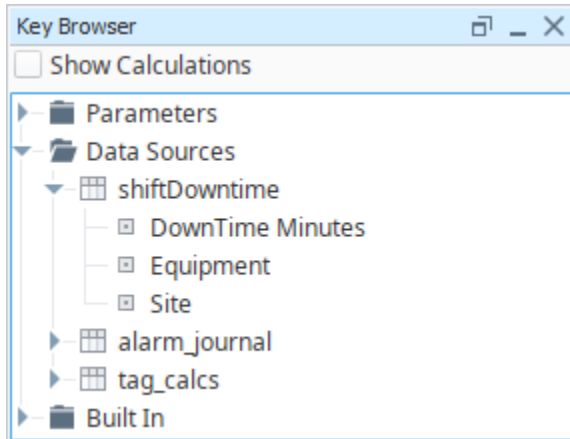 Key Browser
Show Calculations
Parameters
Data Sources
shiftDowntime
DownTime Minutes
Equipment
Site
alarm_journal
tag_calcs
Built In